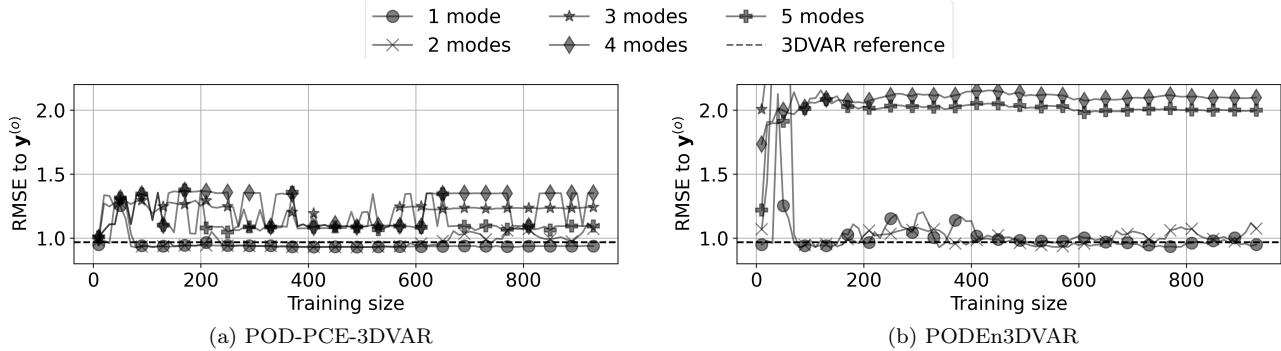 1 mode 3 modes 5 modes
2 modes 4 modes 3DVAR reference
RMSE to y(o)
2.0
1.5
1.0
0 200 400 600 800
Training size
(a) POD-PCE-3DVAR
RMSE to y(o)
2.0
1.5
1.0
0 200 400 600 800
Training size
(b) PODEn3DVAR